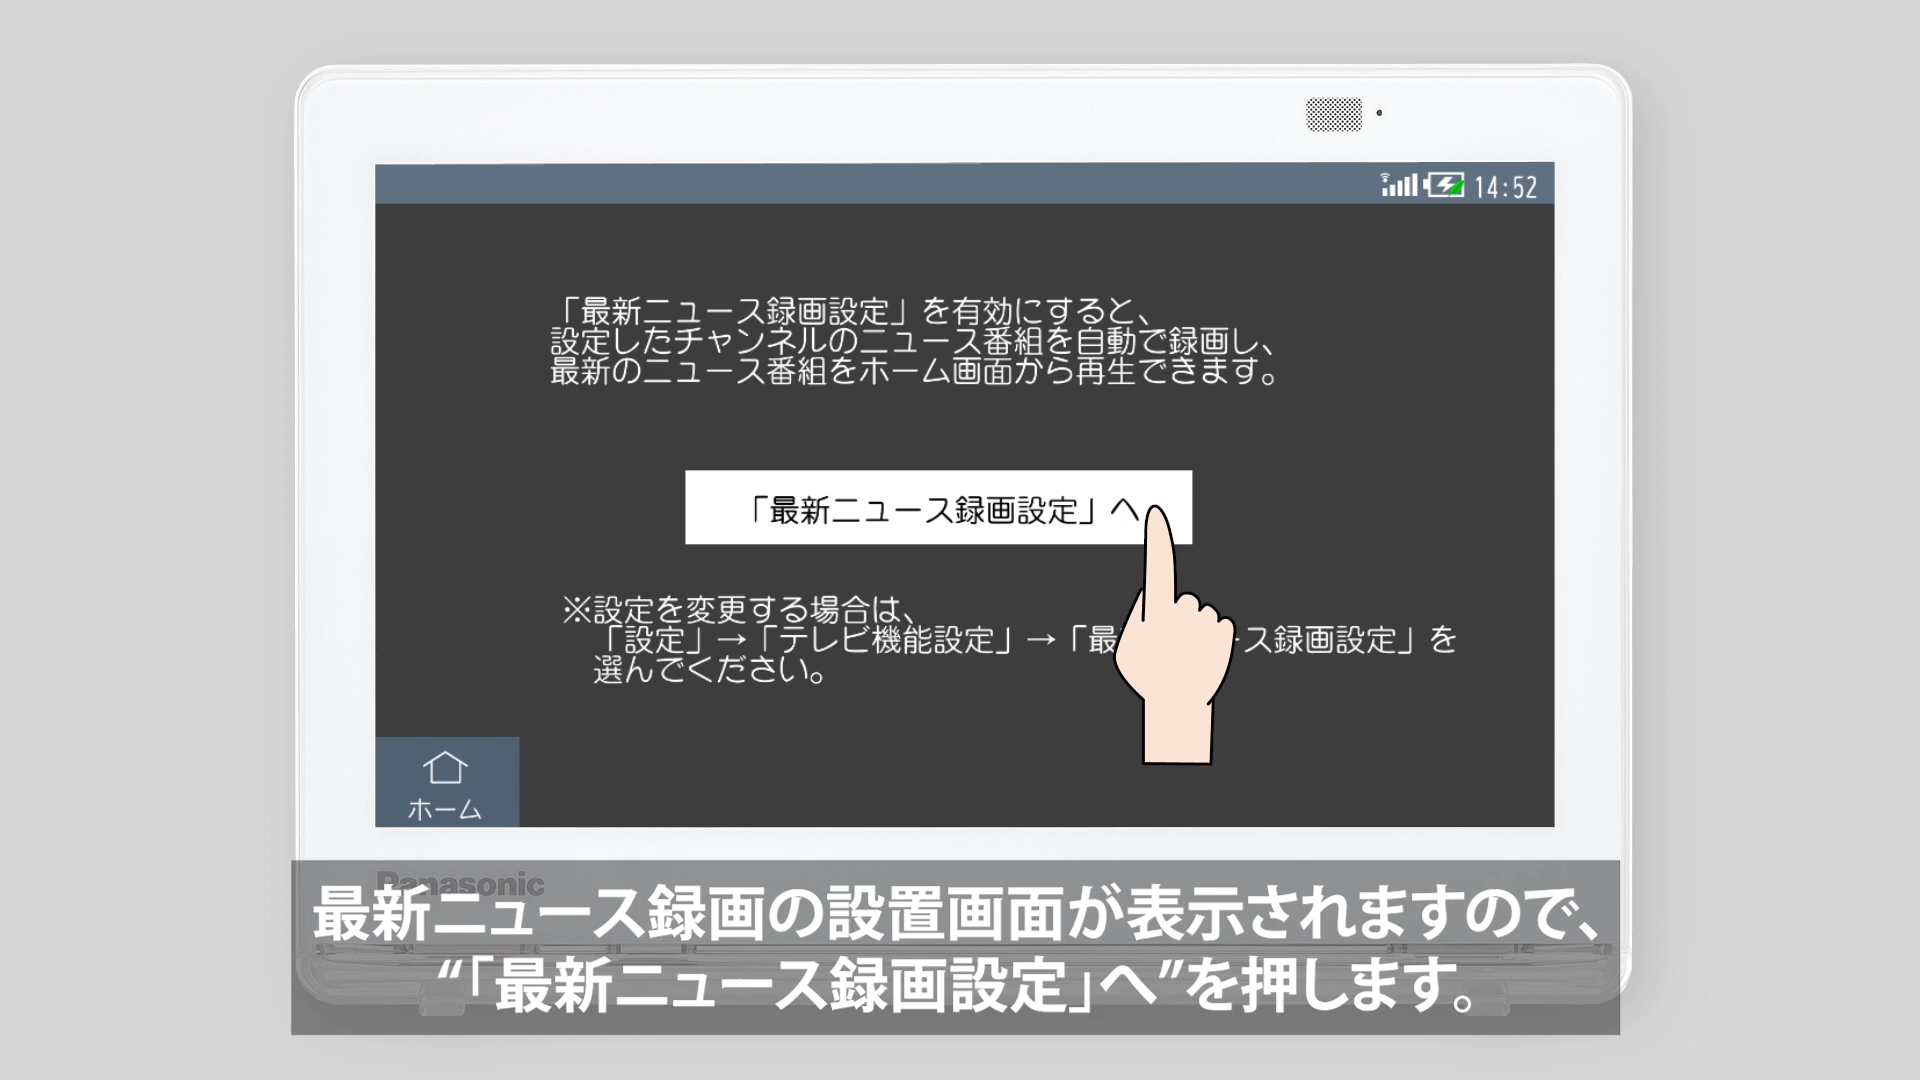 14:52
「最新ニュース録画設定」を有効にすると、
設定したチャンネルのニュース番組を自動で録画し、
最新のニュース番組をホーム画面から再生できます。
「最新ニュース録画設定」へ
※設定を変更する場合は、
「設定」→「テレビ機能設定」→「最 ース録画設定」を
選んでください。
ホーム
Panasonic
最新ニュース録画の設置画面が表示されますので、
“「最新ニュース録画設定」へ”を押します。